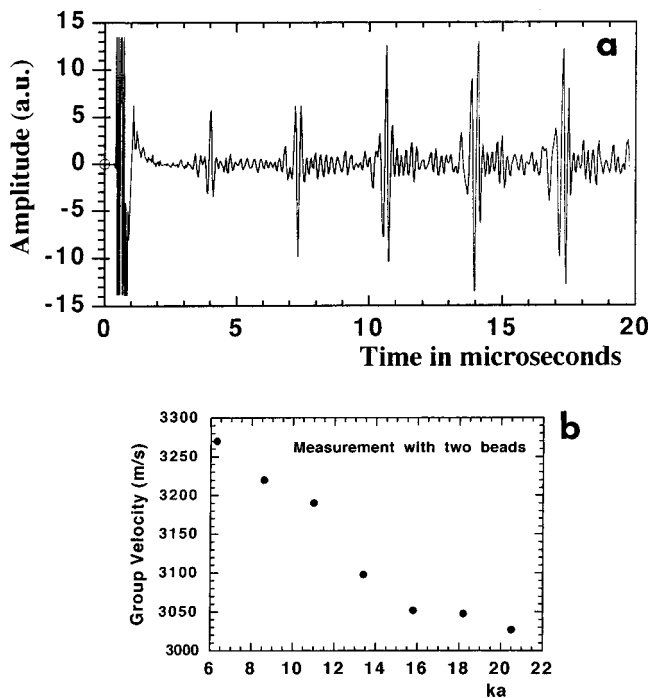 a
15
10
5
0
-5
-10
-15
Amplitude (a.u.)
0 5 10 15 20
Time in microseconds
b
Measurement with two beads
3300
3250
3200
3150
3100
3050
3000
Group Velocity (m/s)
6 8 10 12 14 16 18 20 22
ka